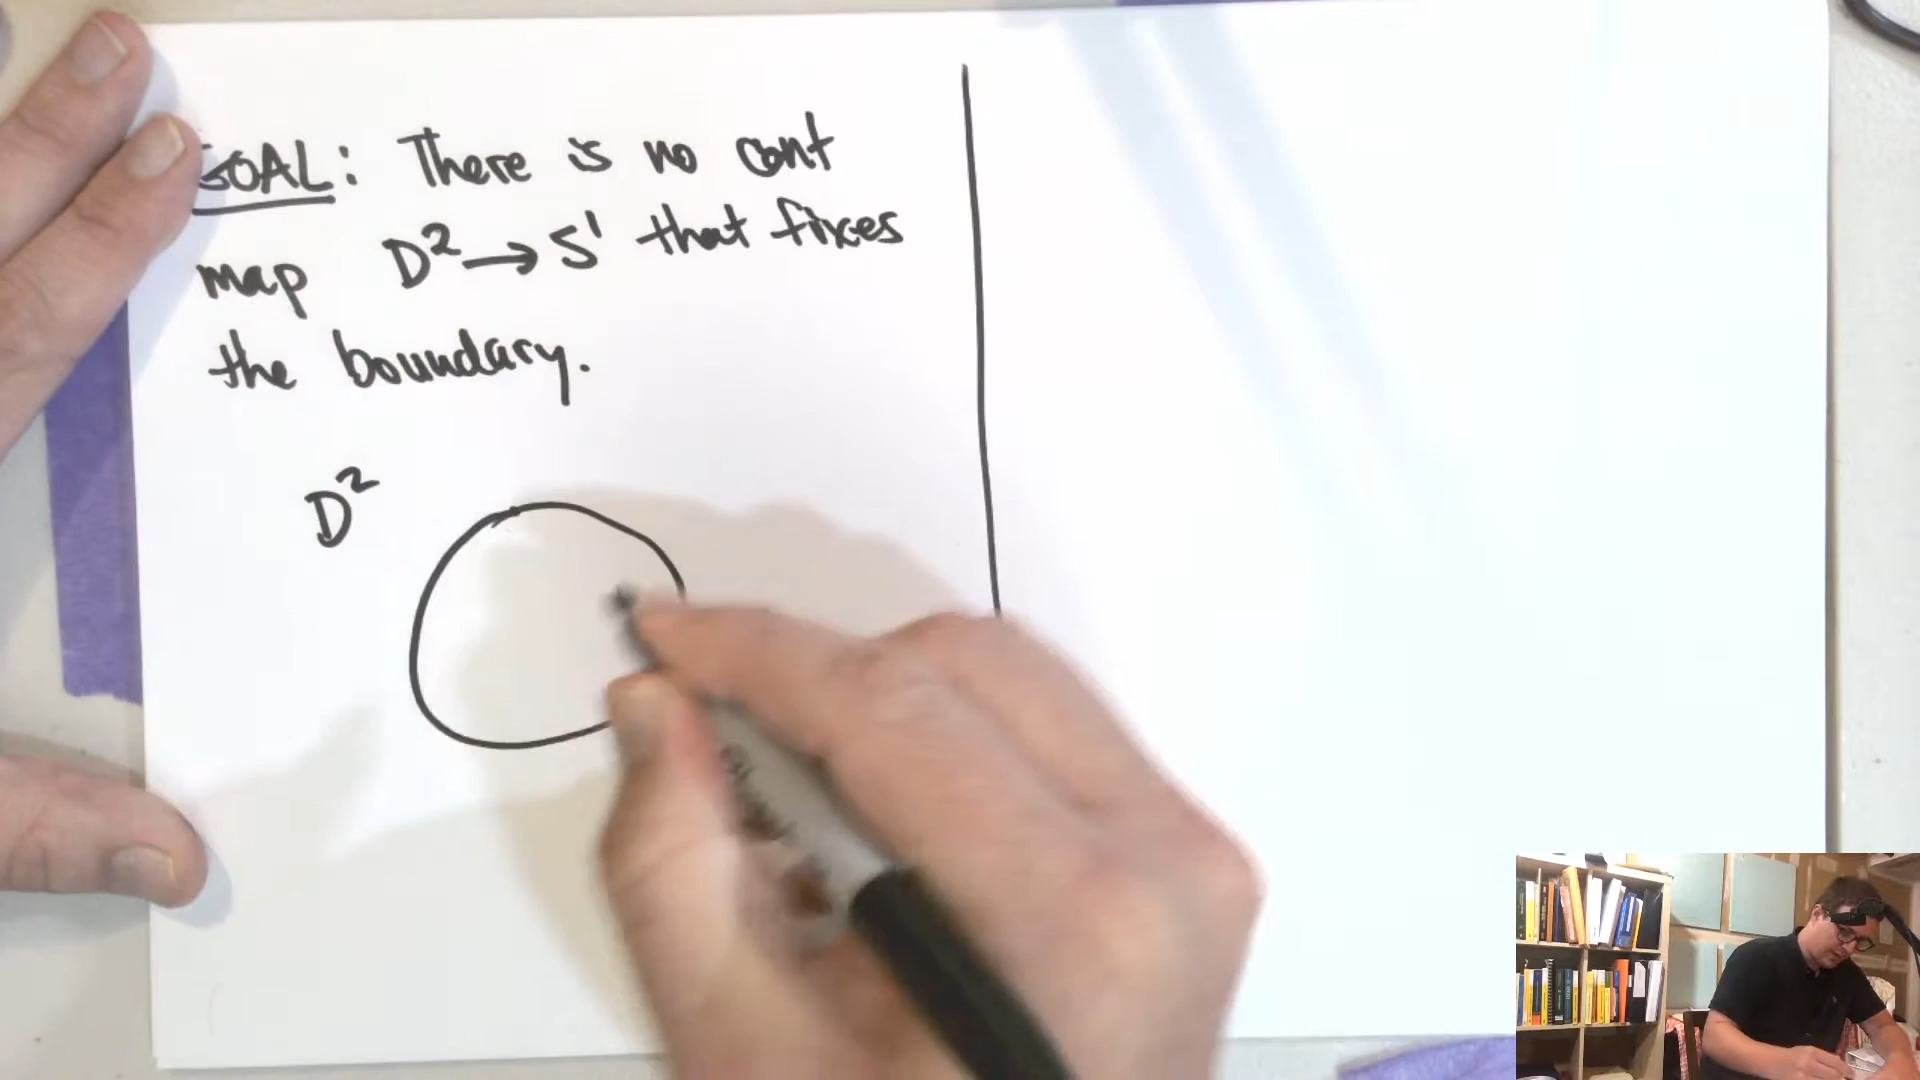 GOAL: There is no cont
map D² → S¹ that fixes
the boundary.
D²